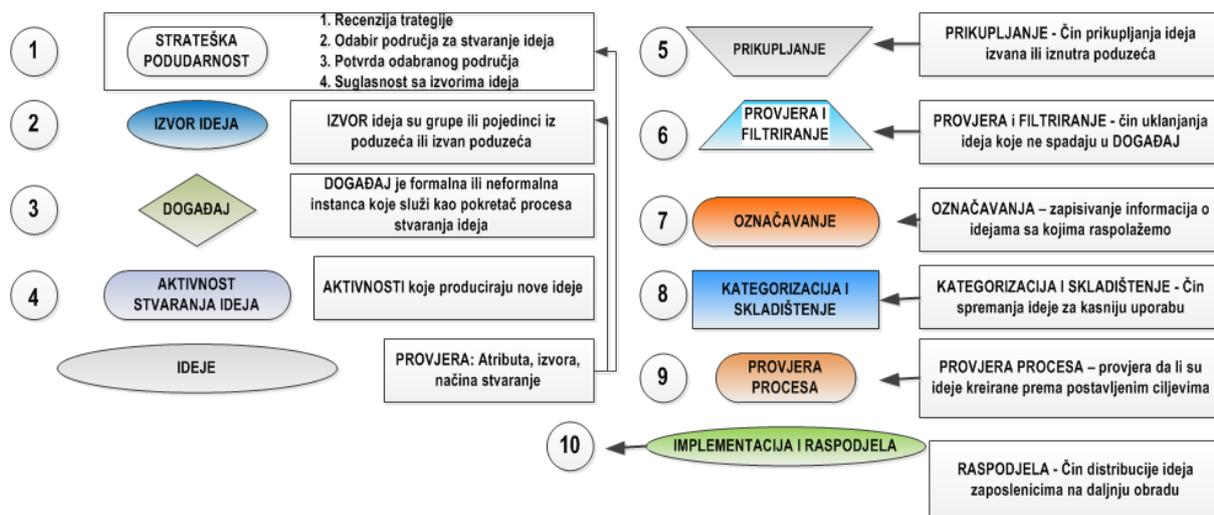 1
STRATEŠKA
PODUDARNOST
1. Recenzija trategije
2. Odabir područja za stvaranje ideja
3. Potvrda odabranog područja
4. Suglasnost sa izvorima ideja
2
IZVOR IDEJA
IZVOR ideja su grupe ili pojedinci iz
poduzeća ili izvan poduzeća
3
DOGAĐAJ
DOGAĐAJ je formalna ili neformalna
instanca koje služi kao pokretač procesa
stvaranja ideja
4
AKTIVNOST
STVARANJA IDEJA
AKTIVNOSTI koje produciraju nove ideje
IDEJE
PROVJERA: Atributa, izvora,
načina stvaranje
5
PRIKUPLJANJE
PRIKUPLJANJE - Čin prikupljanja ideja
izvana ili iznutra poduzeća
6
PROVJERA I
FILTRIRANJE
PROVJERA i FILTRIRANJE - čin uklanjanja
ideja koje ne spadaju u DOGAĐAJ
7
OZNAČAVANJE
OZNAČAVANJA – zapisivanje informacija o
idejama sa kojima raspolažemo
8
KATEGORIZACIJA I
SKLADIŠTENJE
KATEGORIZACIJA I SKLADIŠTENJE - Čin
spremanja ideje za kasniju uporabu
9
PROVJERA
PROCESA
PROVJERA PROCESA – provjera da li su
ideje kreirane prema postavljenim ciljevima
10
IMPLEMENTACIJA I RASPODJELA
RASPODJELA - Čin distribucije ideja
zaposlenicima na daljnju obradu